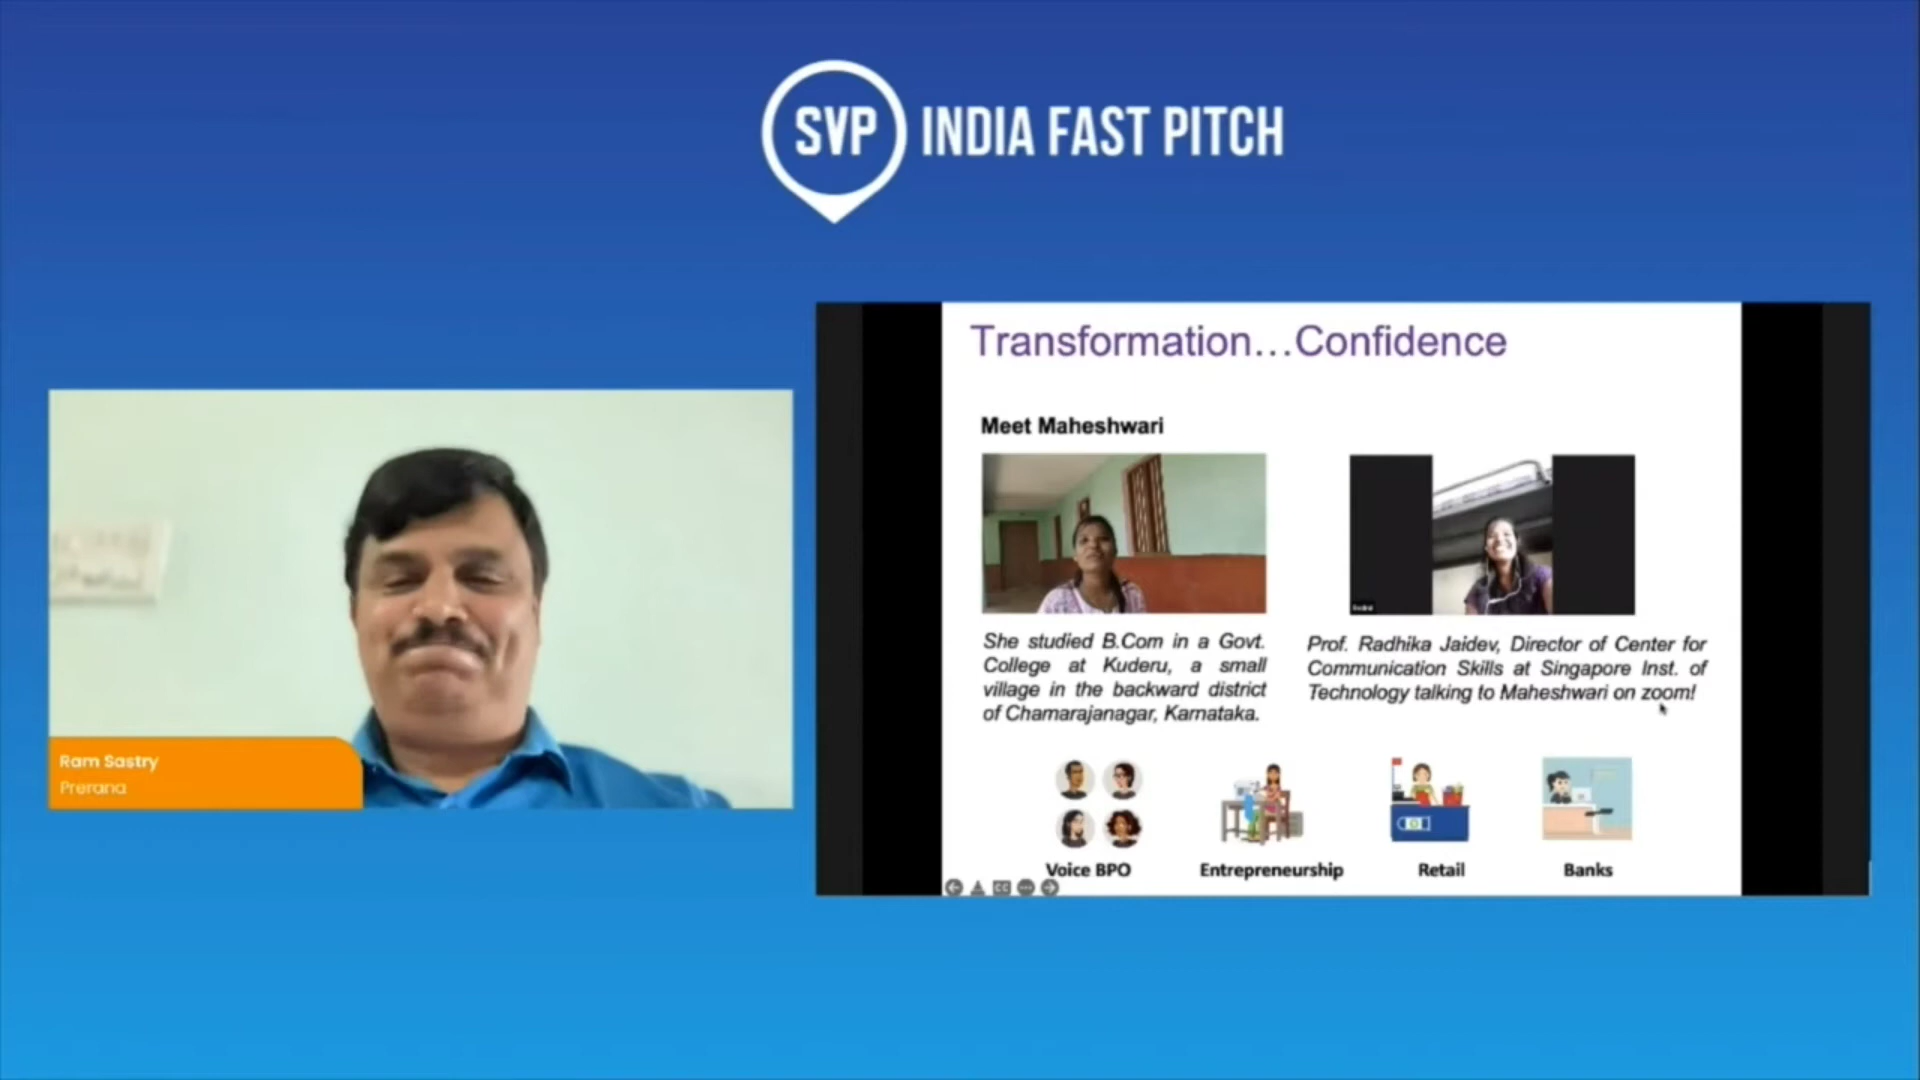 SVP INDIA FAST PITCH
Transformation...Confidence
Meet Maheshwari
She studied B.Com in a Govt.
College at Kuderu, a small
village in the backward district
of Chamarajanagar, Karnataka.
Prof. Radhika Jaidev, Director of Center for
Communication Skills at Singapore Inst. of
Technology talking to Maheshwari on zoom!
Ram Sastry
Prerana
Voice BPO
Entrepreneurship
Retail
Banks
CC